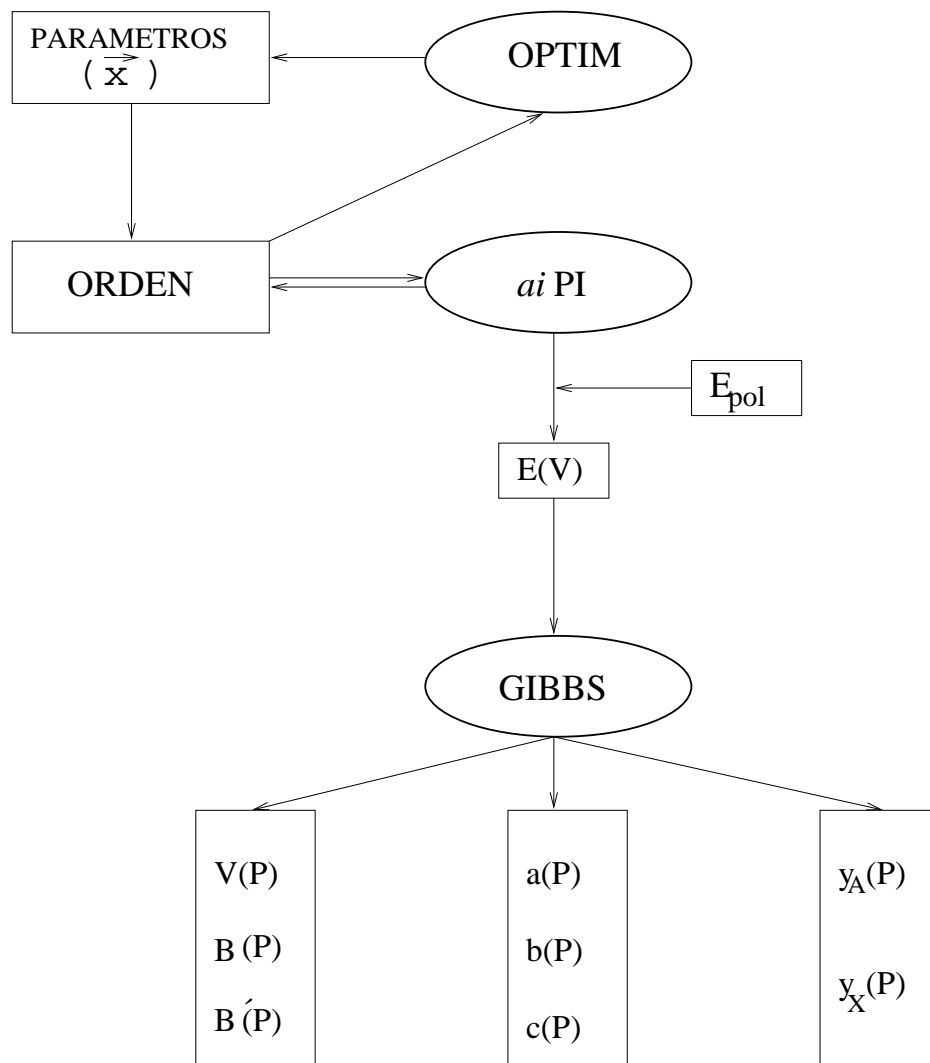 PARAMETROS
( x )
OPTIM
ORDEN
ai PI
E_pol
E(V)
GIBBS
V(P)
B (P)
B´(P)
a(P)
b(P)
c(P)
y_A(P)
y_X(P)